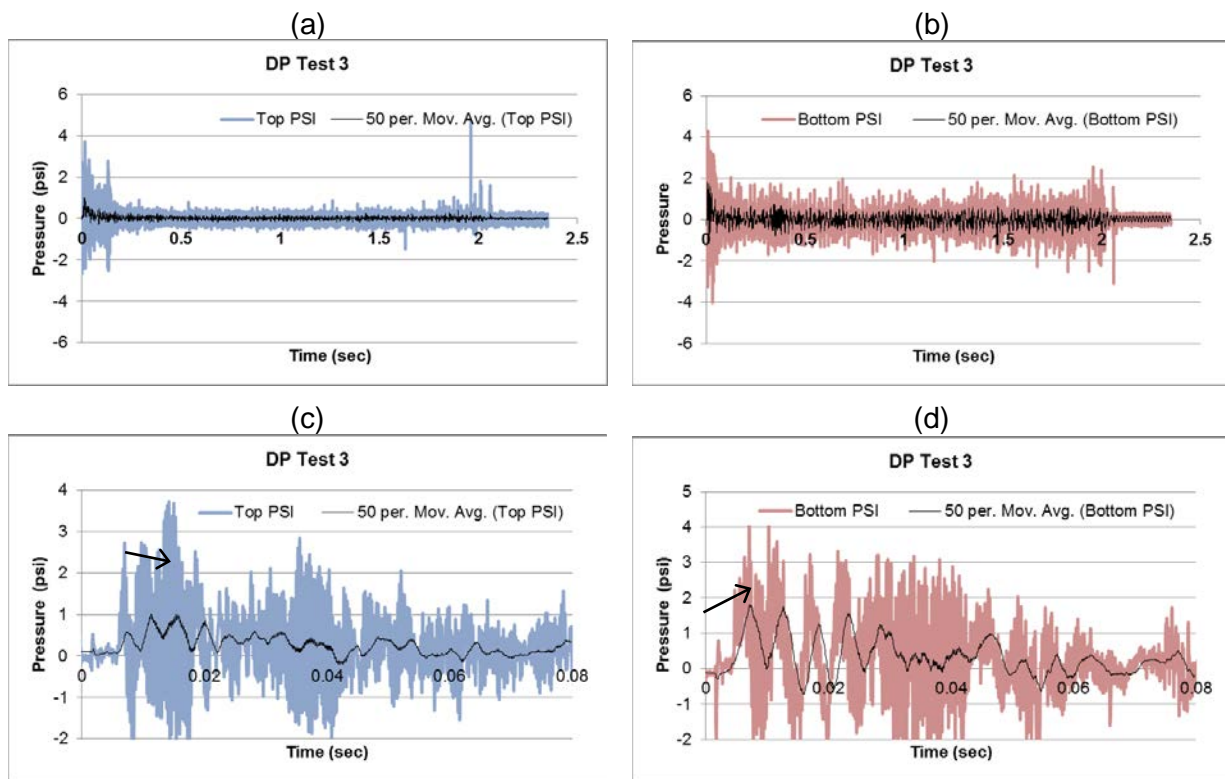 (a)
DP Test 3
Top PSI 50 per. Mov. Avg. (Top PSI)
6
4
2
0
-2
-4
-6
0 0.5 1 1.5 2 2.5
Pressure (psi)
Time (sec)
(b)
DP Test 3
Bottom PSI 50 per. Mov. Avg. (Bottom PSI)
6
4
2
0
-2
-4
-6
0 0.5 1 1.5 2 2.5
Pressure
Time (sec)
(c)
DP Test 3
Top PSI 50 per. Mov. Avg. (Top PSI)
4
3
2
1
0
-1
-2
0 0.02 0.04 0.06 0.08
Pressure (psi)
Time (sec)
(d)
DP Test 3
Bottom PSI 50 per. Mov. Avg. (Bottom PSI)
5
4
3
2
1
0
-1
-2
0 0.02 0.04 0.06 0.08
Pressure (psi)
Time (sec)